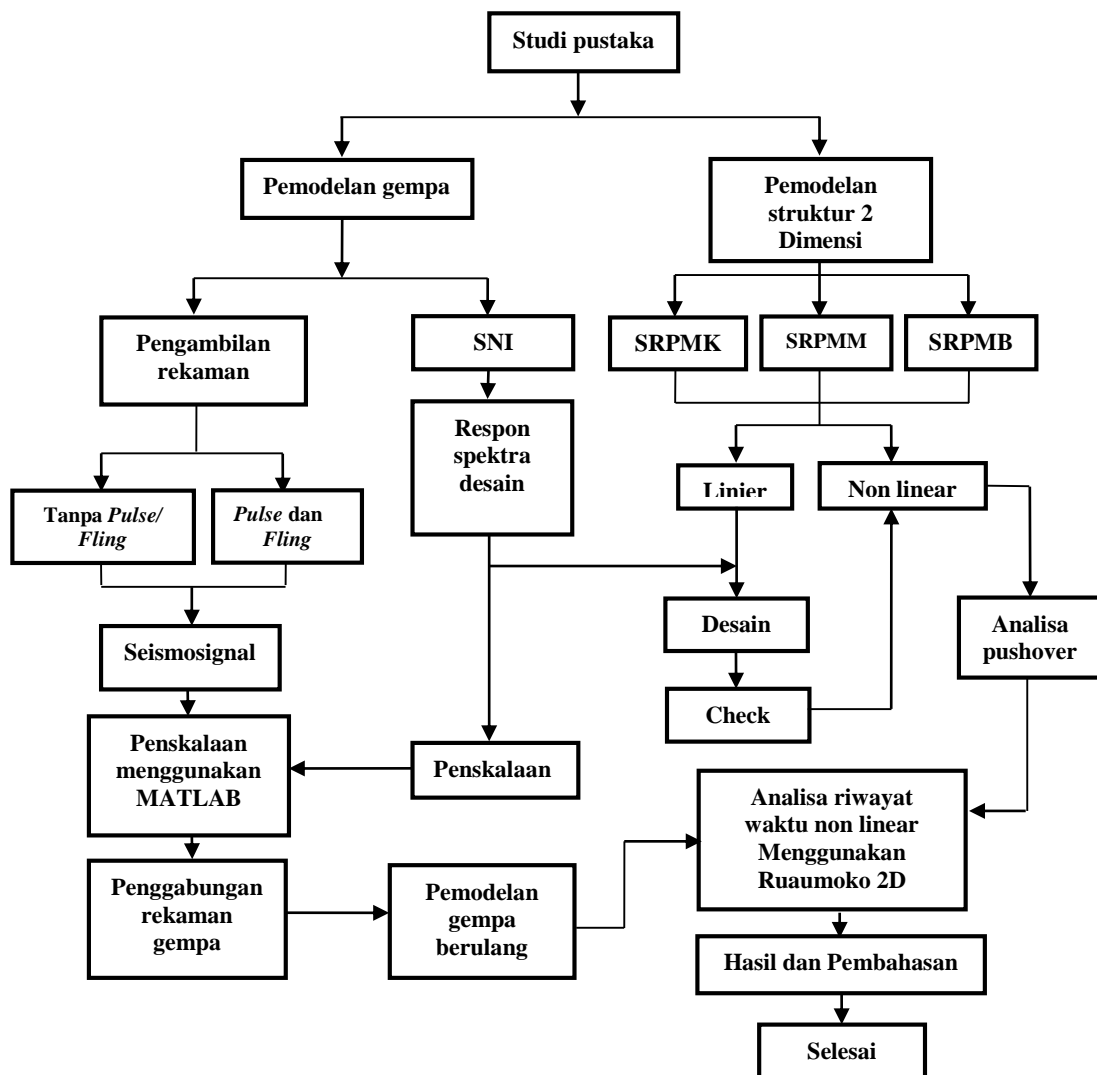 Studi pustaka
Pemodelan gempa
Pemodelan
struktur 2
Dimensi
Pengambilan
rekaman
SNI
SRPMK
SRPMM
SRPMB
Respon
spektra
desain
Tanpa Pulse/
Fling
Pulse dan
Fling
Linier
Non linear
Seismosignal
Desain
Analisa
pushover
Check
Penskalaan
menggunakan
MATLAB
Penskalaan
Analisa riwayat
waktu non linear
Menggunakan
Ruaumoko 2D
Penggabungan
rekaman
gempa
Pemodelan
gempa
berulang
Hasil dan Pembahasan
Selesai